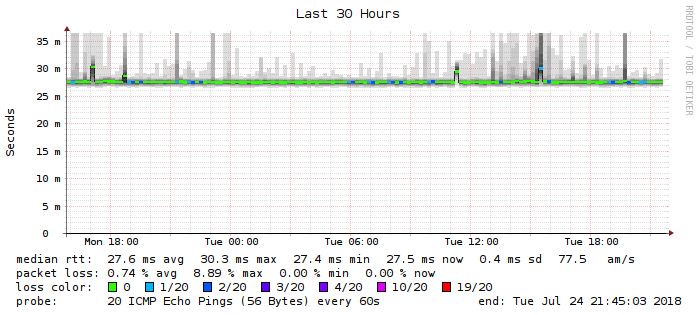 Last 30 Hours
RRDTOOL / TOBI OETIKER
Seconds
35 m
30 m
25 m
20 m
15 m
10 m
5 m
0
Mon 18:00 Tue 00:00 Tue 06:00 Tue 12:00 Tue 18:00
median rtt: 27.6 ms avg 30.3 ms max 27.4 ms min 27.5 ms now 0.4 ms sd 77.5 am/s
packet loss: 0.74 % avg 8.89 % max 0.00 % min 0.00 % now
loss color: 0 1/20 2/20 3/20 4/20 10/20 19/20
probe: 20 ICMP Echo Pings (56 Bytes) every 60s end: Tue Jul 24 21:45:03 2018